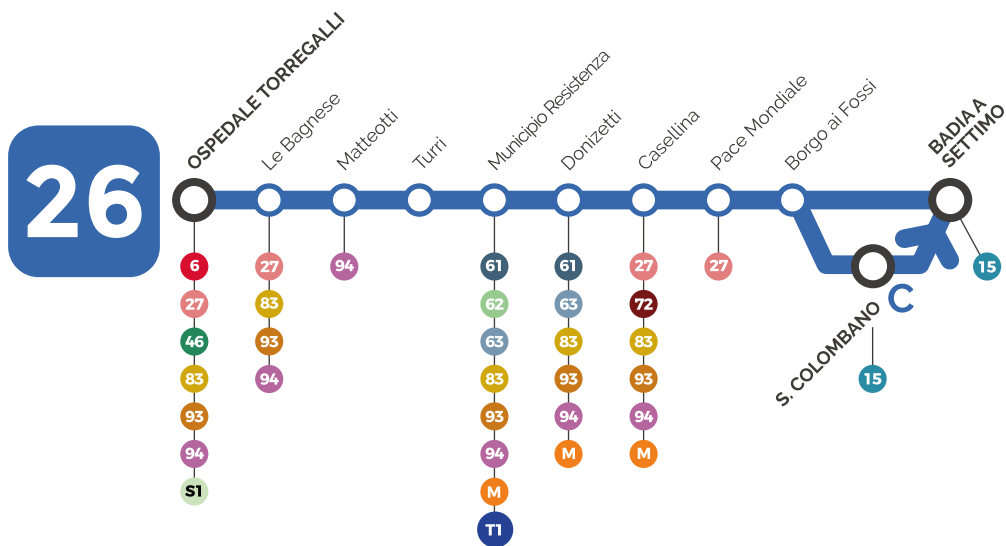 26
OSPEDALE TORREGALLI
Le Bagnese
Matteotti
Turri
Municipio Resistenza
Donizetti
Casellina
Pace Mondiale
Borgo ai Fossi
BADIA A
SETTIMO
S. COLOMBANO
C
6
27
46
83
93
94
S1
27
83
93
94
94
61
62
63
83
93
94
M
T1
61
63
83
93
94
M
27
72
83
93
94
M
27
15
15